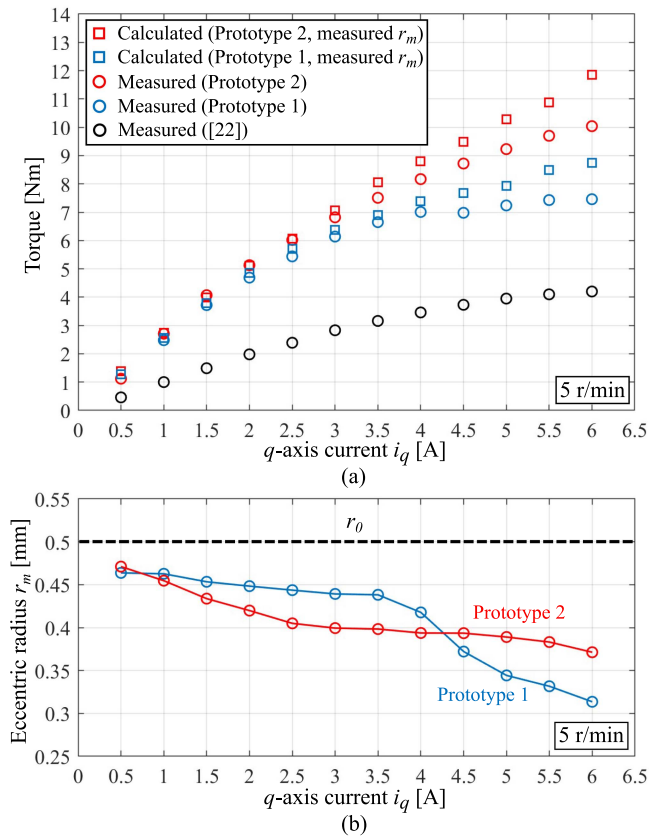 14
13
12
11
10
9
8
7
6
5
4
3
2
1
0
Torque [Nm]
Calculated (Prototype 2, measured r_m)
Calculated (Prototype 1, measured r_m)
Measured (Prototype 2)
Measured (Prototype 1)
Measured ([22])
5 r/min
0 0.5 1 1.5 2 2.5 3 3.5 4 4.5 5 5.5 6 6.5
q-axis current i_q [A]
(a)
0.55
0.5
0.45
0.4
0.35
0.3
0.25
Eccentric radius r_m [mm]
r_0
Prototype 2
Prototype 1
5 r/min
0 0.5 1 1.5 2 2.5 3 3.5 4 4.5 5 5.5 6 6.5
q-axis current i_q [A]
(b)